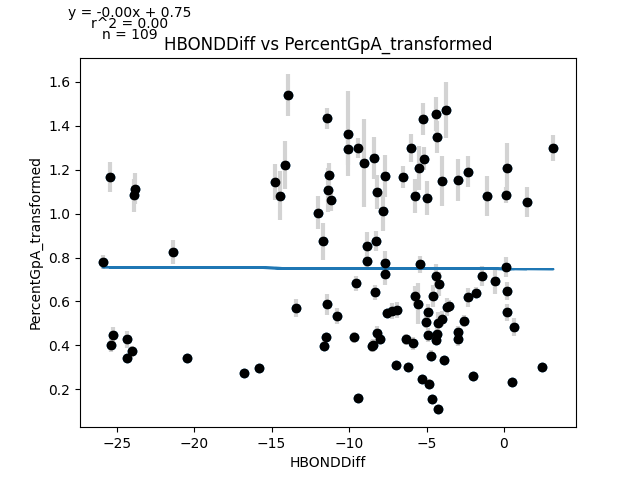 y = -0.00x + 0.75
r^2 = 0.00
n = 109
HBONDDiff vs PercentGpA_transformed
PercentGpA_transformed
1.6
1.4
1.2
1.0
0.8
0.6
0.4
0.2
−25
−20
−15
−10
−5
0
HBONDDiff